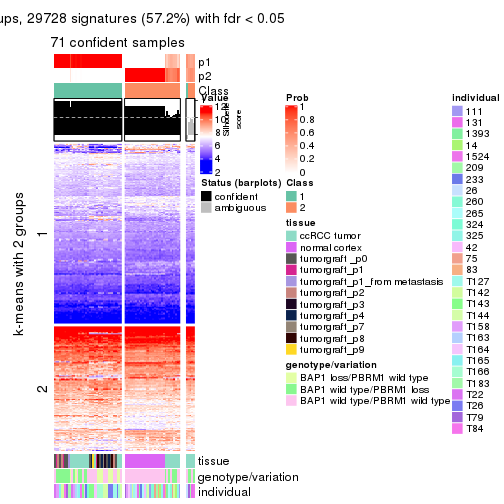 ups, 29728 signatures (57.2%) with fdr < 0.05
71 confident samples
p1
p2
Class
Silhouette
score
1
2
k-means with 2 groups
tissue
genotype/variation
individual
Value
12
10
8
6
4
2
Status (barplots)
confident
ambiguous
Prob
1
0.8
0.6
0.4
0.2
0
Class
1
2
tissue
ccRCC tumor
normal cortex
tumorgraft_p0
tumorgraft_p1
tumorgraft_p1_from metastasis
tumorgraft_p2
tumorgraft_p3
tumorgraft_p4
tumorgraft_p7
tumorgraft_p8
tumorgraft_p9
genotype/variation
BAP1 loss/PBRM1 wild type
BAP1 wild type/PBRM1 loss
BAP1 wild type/PBRM1 wild type
individual
111
131
1393
14
1524
209
233
26
260
265
324
325
42
75
83
T127
T142
T143
T144
T158
T163
T164
T165
T166
T183
T22
T26
T79
T84